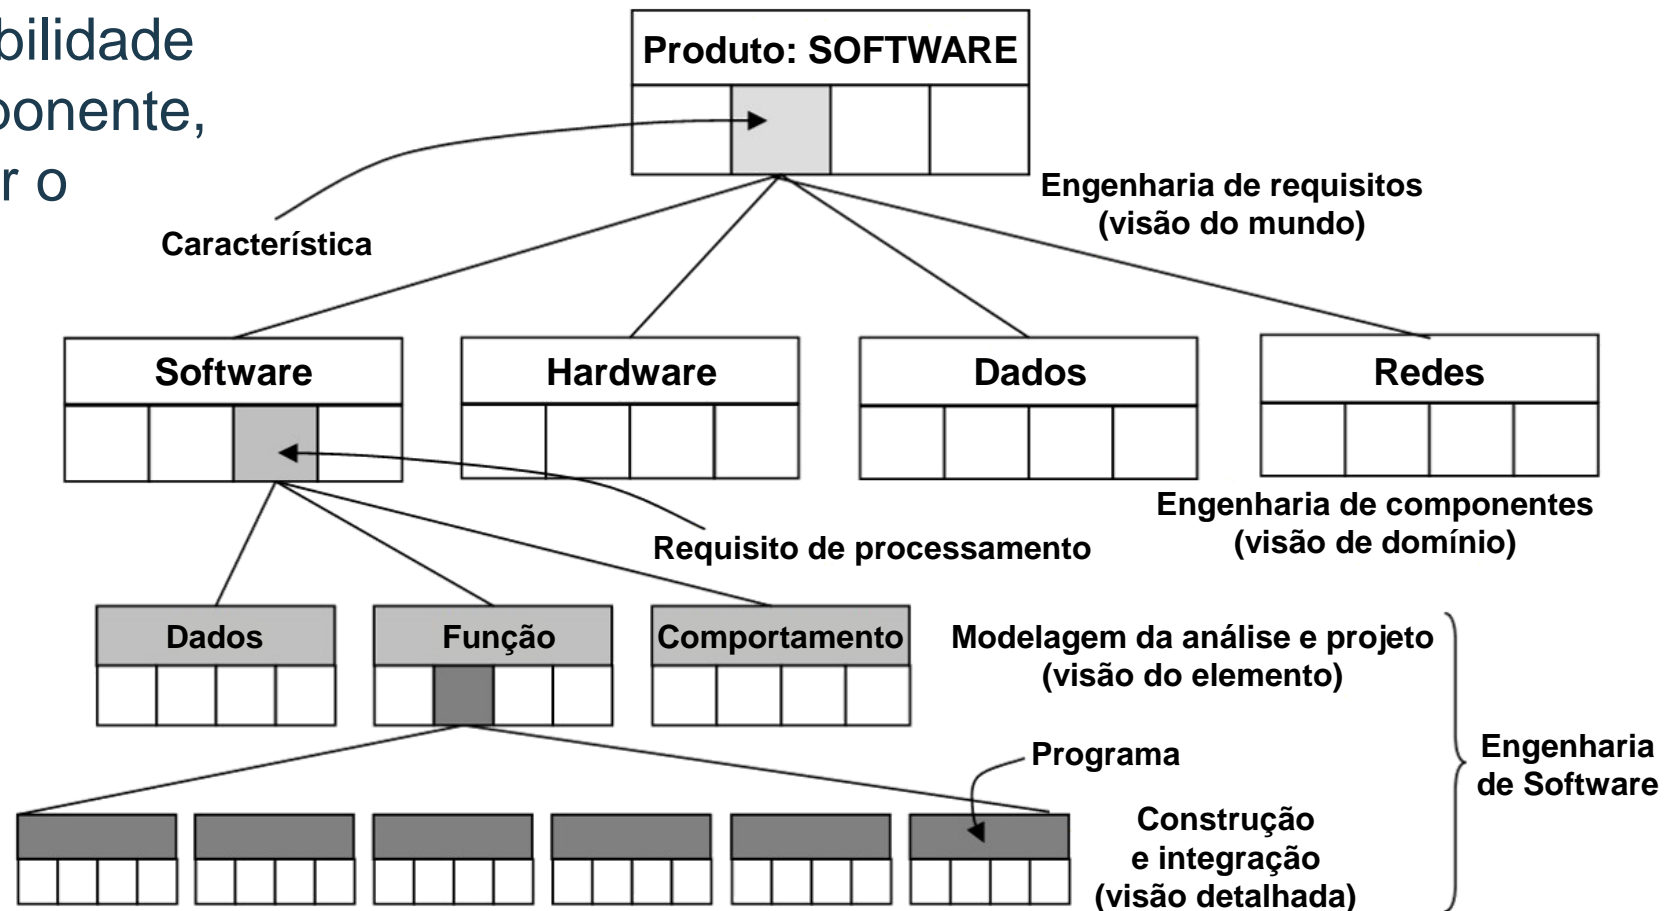 bilidade
ponente,
r o
Produto: SOFTWARE
Característica
Engenharia de requisitos
(visão do mundo)
Software
Hardware
Dados
Redes
Engenharia de componentes
(visão de domínio)
Requisito de processamento
Dados
Função
Comportamento
Modelagem da análise e projeto
(visão do elemento)
Programa
Engenharia
de Software
Construção
e integração
(visão detalhada)